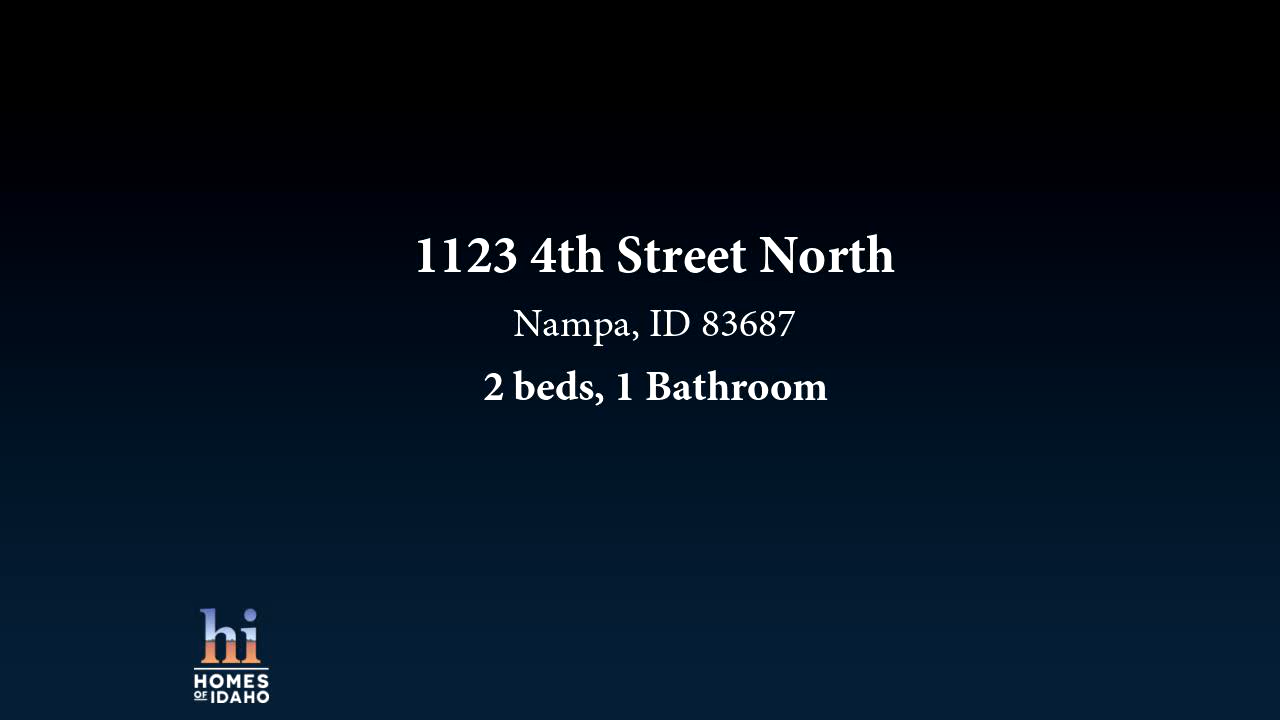 1123 4th Street North
Nampa, ID 83687
2 beds, 1 Bathroom
hi
HOMES
OF IDAHO